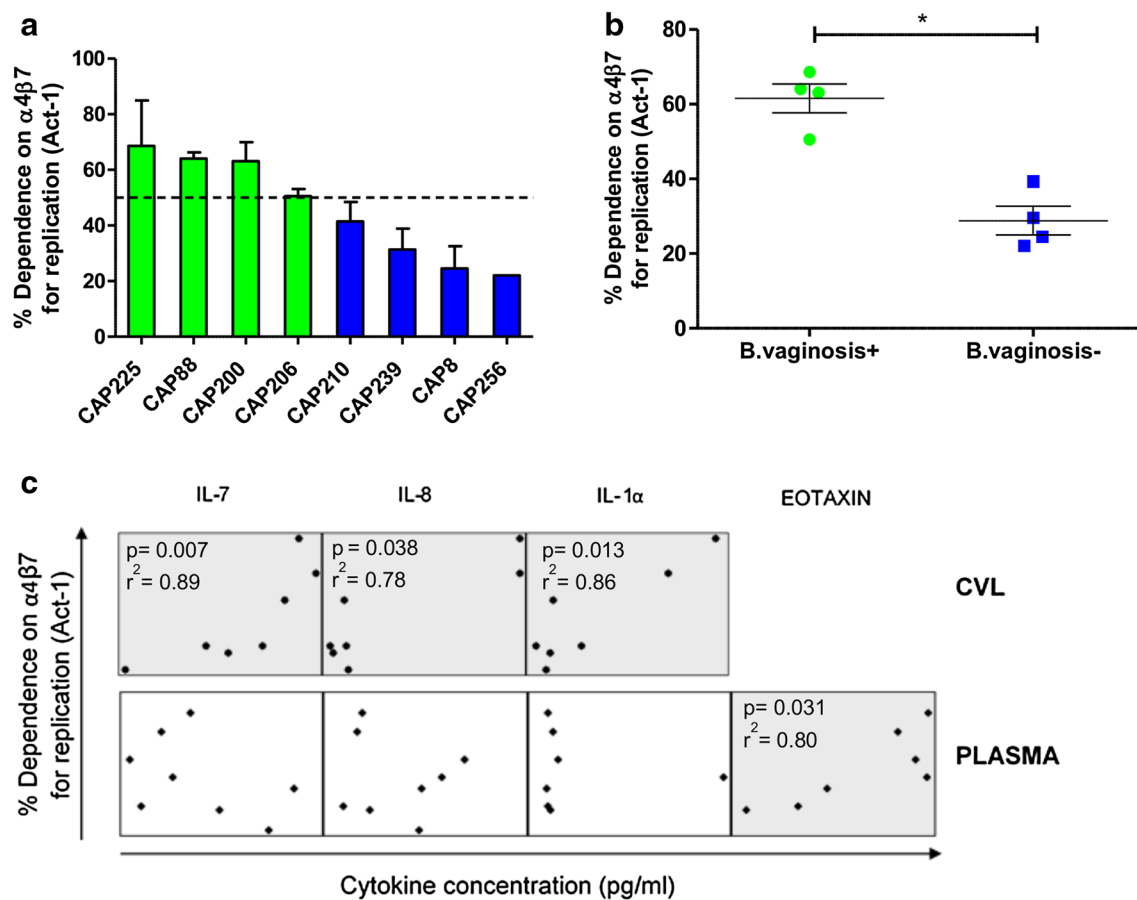 a
% Dependence on α4β7
for replication (Act-1)
100
80
60
40
20
0
CAP225
CAP88
CAP200
CAP206
CAP210
CAP239
CAP8
CAP256
b
% Dependence on α4β7
for replication (Act-1)
80
60
40
20
0
*
B.vaginosis+
B.vaginosis-
c
IL-7
IL-8
IL-1α
EOTAXIN
% Dependence on α4β7
for replication (Act-1)
p= 0.007
r²= 0.89
p = 0.038
r²= 0.78
p= 0.013
r²= 0.86
CVL
p= 0.031
r²= 0.80
PLASMA
Cytokine concentration (pg/ml)